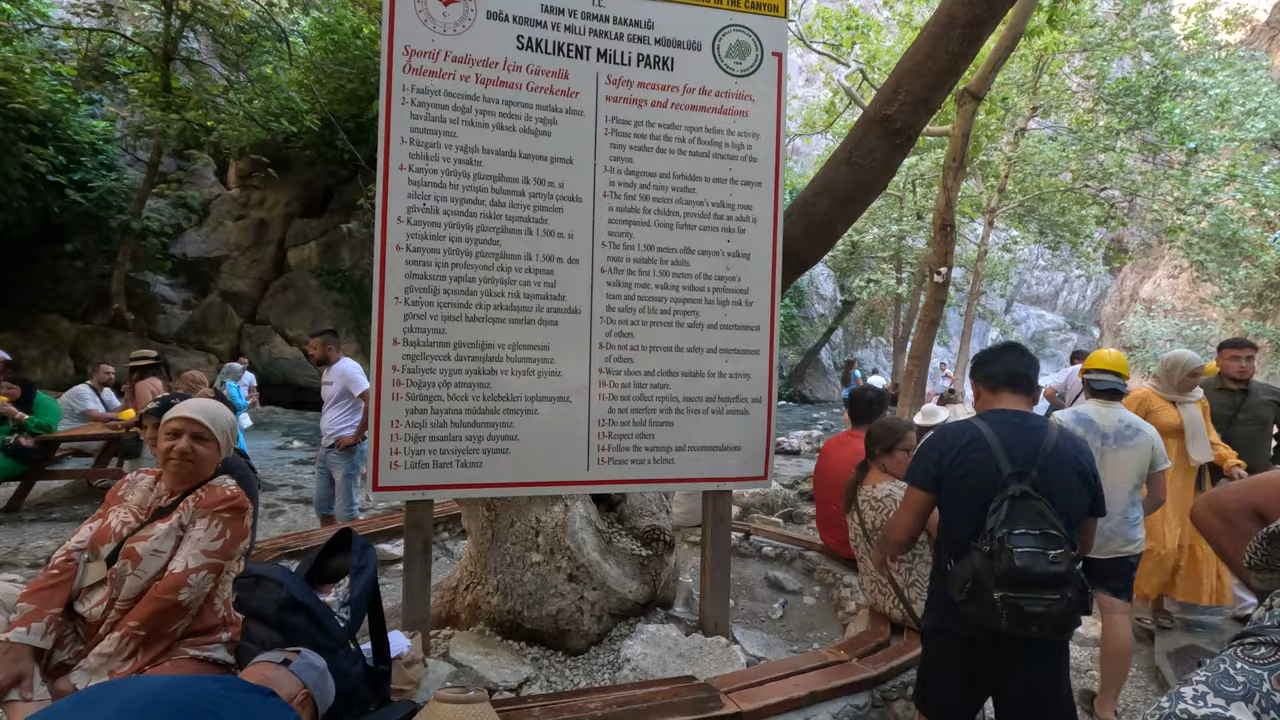 IN THE CANYON
T.C.
TARIM VE ORMAN BAKANLIĞI
DOĞA KORUMA VE MİLLİ PARKLAR GENEL MÜDÜRLÜĞÜ
SAKLIKENT MiLLi PARKI
Sportif Faaliyetler İçin Güvenlik
Önlemleri ve Yapılması Gerekenler
1- Faaliyet öncesinde hava raporunu mutlaka alınız.
2- Kanyonun doğal yapısı nedeni ile yağışlı
havalarda sel riskinin yüksek olduğunu
unutmayınız.
3- Rüzgarlı ve yağışlı havalarda kanyona girmek
tehlikeli ve yasaktır.
4- Kanyon yürüyüş güzergâhının ilk 500 m. si
başlarında bir yetişin bulunmak şartıyla çocuklu
aileler için uygundur, daha ileriye gitmeleri
güvenlik açısından riskler taşımaktadır.
5- Kanyonu yürüyüş güzergâhının ilk 1.500 m. si
yetişkinler için uygundur,
6- Kanyonu yürüyüş güzergâhının ilk 1.500 m. den
sonrası için profesyonel ekip ve ekipman
olmaksızın yapılan yürüyüşler can ve mal
güvenliği açısından yüksek risk taşımaktadır.
7- Kanyon içerisinde ekip arkadaşınız ile aranızdaki
görsel ve işitsel haberleşme sınırları dışına
çıkmayınız.
8- Başkalarının güvenliğini ve eğlenmesini
engelleyecek davranışlarda bulunmayınız.
9- Faaliyete uygun ayakkabı ve kıyafet giyiniz.
10- Doğaya çöp atmayınız.
11- Sürüngen, böcek ve kelebekleri toplamayınız,
yaban hayatına müdahale etmeyiniz.
12- Ateşli silah bulundurmayınız.
13- Diğer insanlara saygı duyunuz.
14- Uyarı ve tavsiyelere uyunuz.
15- Lütfen Baret Takınız
Safety measures for the activities,
warnings and recommendations
1-Please get the weather report before the activity.
2-Please note that the risk of flooding is high in
rainy weather due to the natural structure of the
canyon.
3-It is dangerous and forbidden to enter the canyon
in windy and rainy weather.
4-The first 500 meters ofcanyon's walking route
is suitable for children, provided that an adult is
accompanied. Going furhter carries risks for
security.
5-The first 1.500 meters ofthe canyon's walking
route is suitable for adults.
6-After the first 1.500 meters of the canyon's
walking route, walking without a professional
team and necessary equipment has high risk for
the safety of life and property.
7-Do not act to prevent the safety and entertainment
of others.
8-Do not act to prevent the safety and entertainment
of others.
9-Wear shoes and clothes suitable for the activity.
10-Do not litter nature.
11-Do not collect reptiles, insects and butterflies; and
do not interfere with the lives of wild animals.
12-Do not hold firearms
13-Respect others
14-Follow the warnings and recommendations
15-Please wear a helmet.